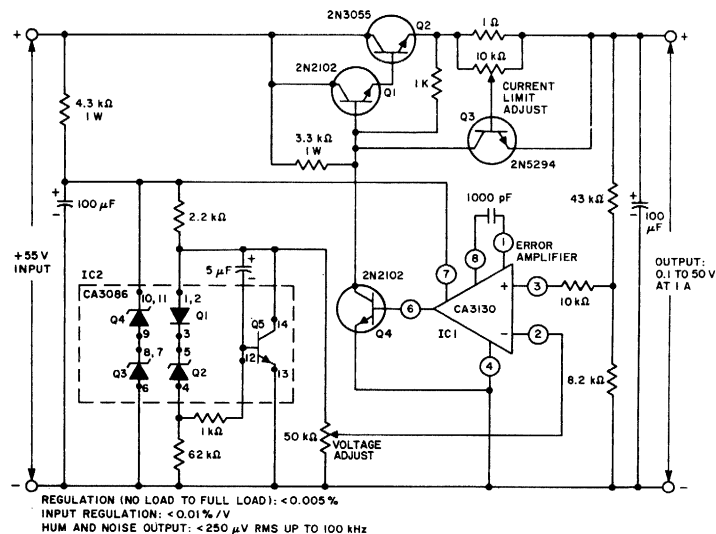 2N3055
Q2
+
+
1 Ω
10 kΩ
2N2102
Q1
1 K
CURRENT
LIMIT
ADJUST
4.3 kΩ
1 W
Q3
3.3 kΩ
1 W
2N5294
+
-
100 μF
2.2 kΩ
1000 pF
43 kΩ
+
-
100
μF
+55 V
INPUT
+
5 μF
-
8
1
ERROR
AMPLIFIER
OUTPUT:
0.1 TO 50 V
AT 1 A
IC2
CA3086
2N2102
7
+
3
10 kΩ
10, 11
1, 2
Q4
Q1
Q5
14
6
CA3130
9
3
Q4
IC1
-
2
8, 7
5
12
4
Q3
Q2
13
6
4
8.2 kΩ
1 kΩ
50 kΩ
VOLTAGE
ADJUST
62 kΩ
-
-
REGULATION (NO LOAD TO FULL LOAD): <0.005 %
INPUT REGULATION: <0.01 %/V
HUM AND NOISE OUTPUT: <250 μV RMS UP TO 100 kHz